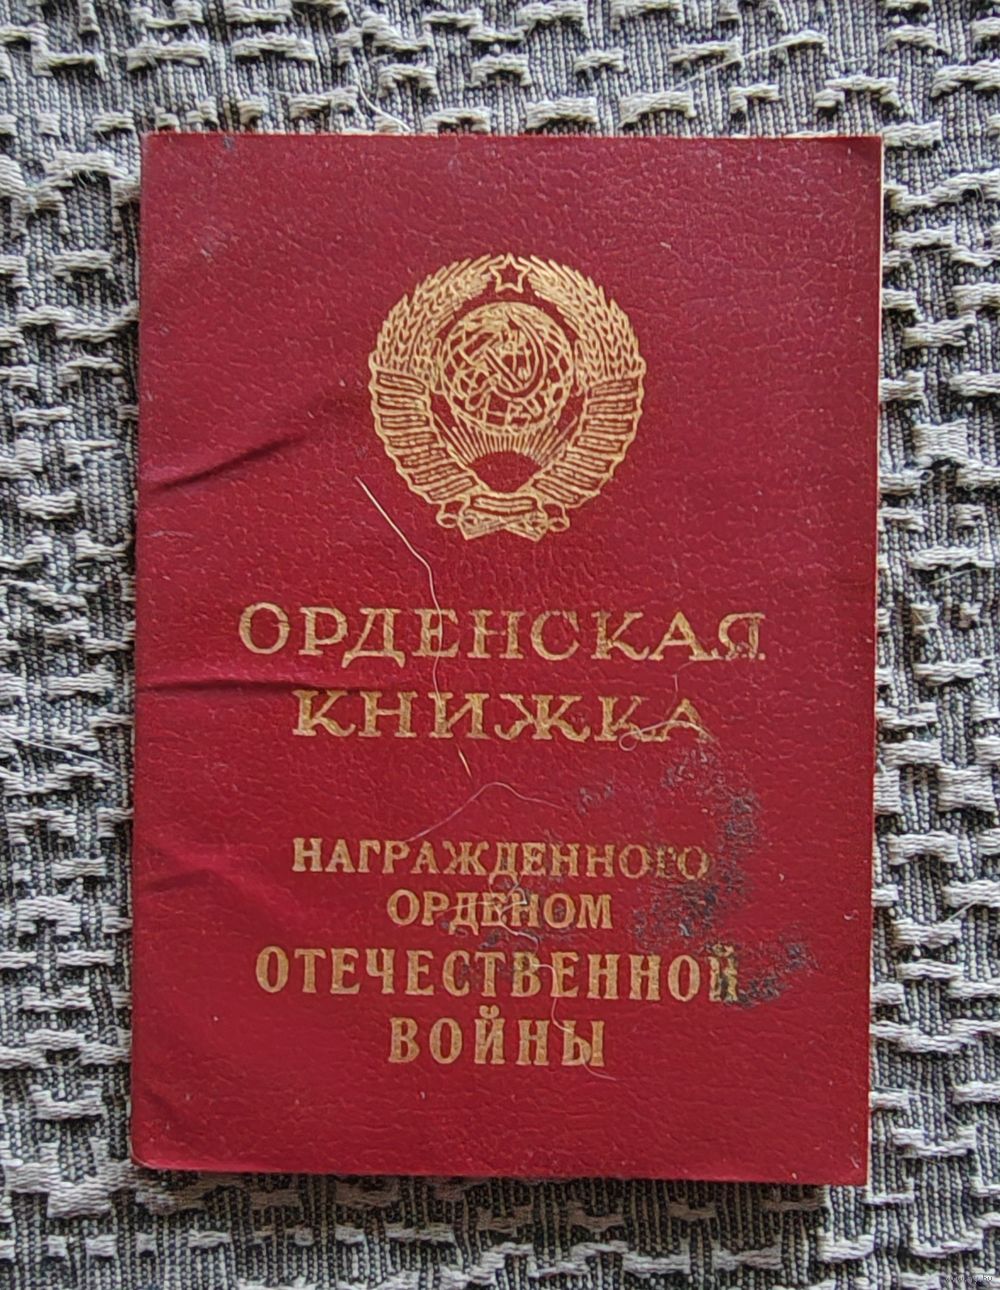 ОРДЕНСКАЯ
КНИЖКА
НАГРАЖДЕННОГО
ОРДЕНОМ
ОТЕЧЕСТВЕННОЙ
ВОЙНЫ